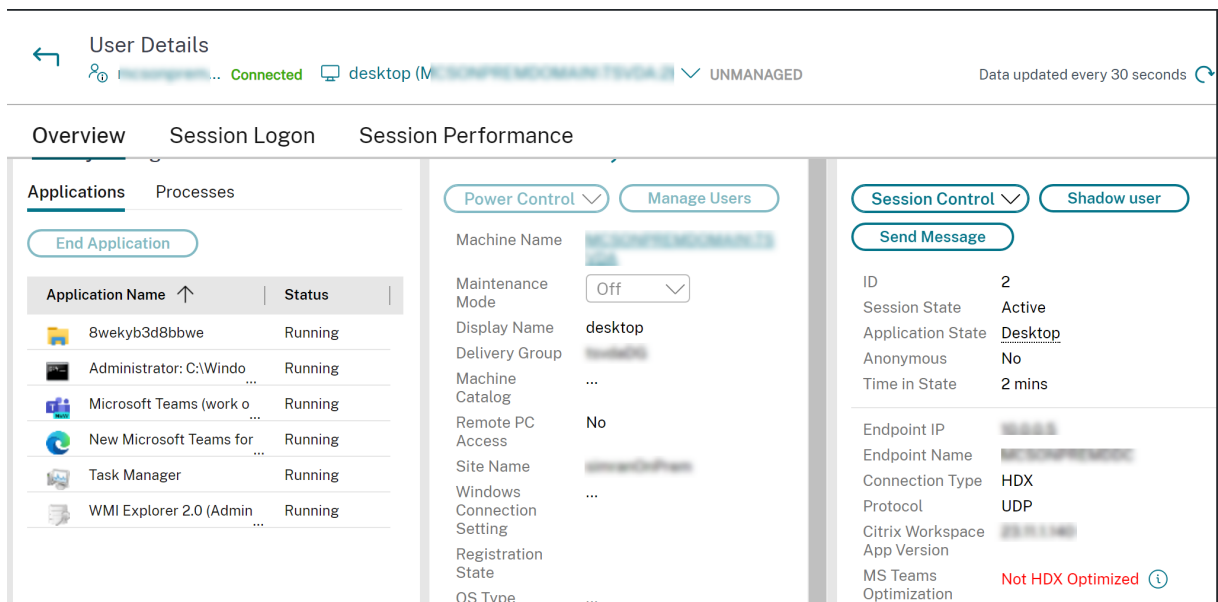 User Details
... Connected desktop (M UNMANAGED
Data updated every 30 seconds
Overview Session Logon Session Performance
Applications Processes
End Application
Application Name Status
8wekyb3d8bbwe Running
Administrator: C:\Windo... Running
Microsoft Teams (work o... Running
New Microsoft Teams for... Running
Task Manager Running
WMI Explorer 2.0 (Admin... Running
Power Control Manage Users
Machine Name
Maintenance
Mode
Off
Display Name desktop
Delivery Group
Machine
Catalog
...
Remote PC
Access
No
Site Name
Windows
Connection
Setting
...
Registration
State
OS Type ...
Session Control Shadow user
Send Message
ID 2
Session State Active
Application State Desktop
Anonymous No
Time in State 2 mins
Endpoint IP
Endpoint Name
Connection Type HDX
Protocol UDP
Citrix Workspace
App Version
MS Teams
Optimization
Not HDX Optimized